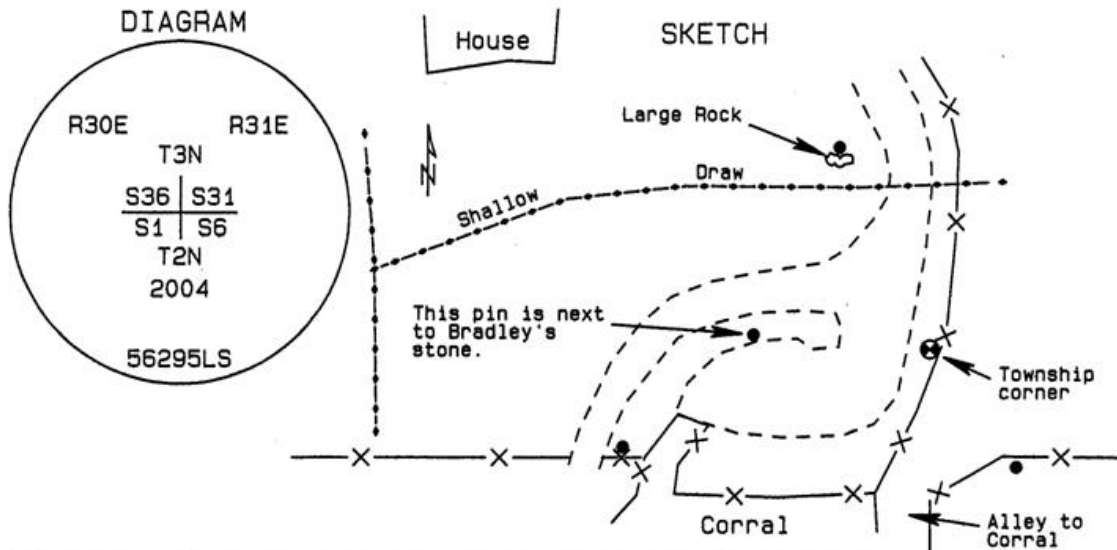 DIAGRAM
R30E R31E
T3N
S36 S31
S1 S6
T2N
2004
56295LS
SKETCH
House
N
Large Rock
Shallow Draw
This pin is next
to Bradley's
stone.
Township
corner
Corral
Alley to
Corral